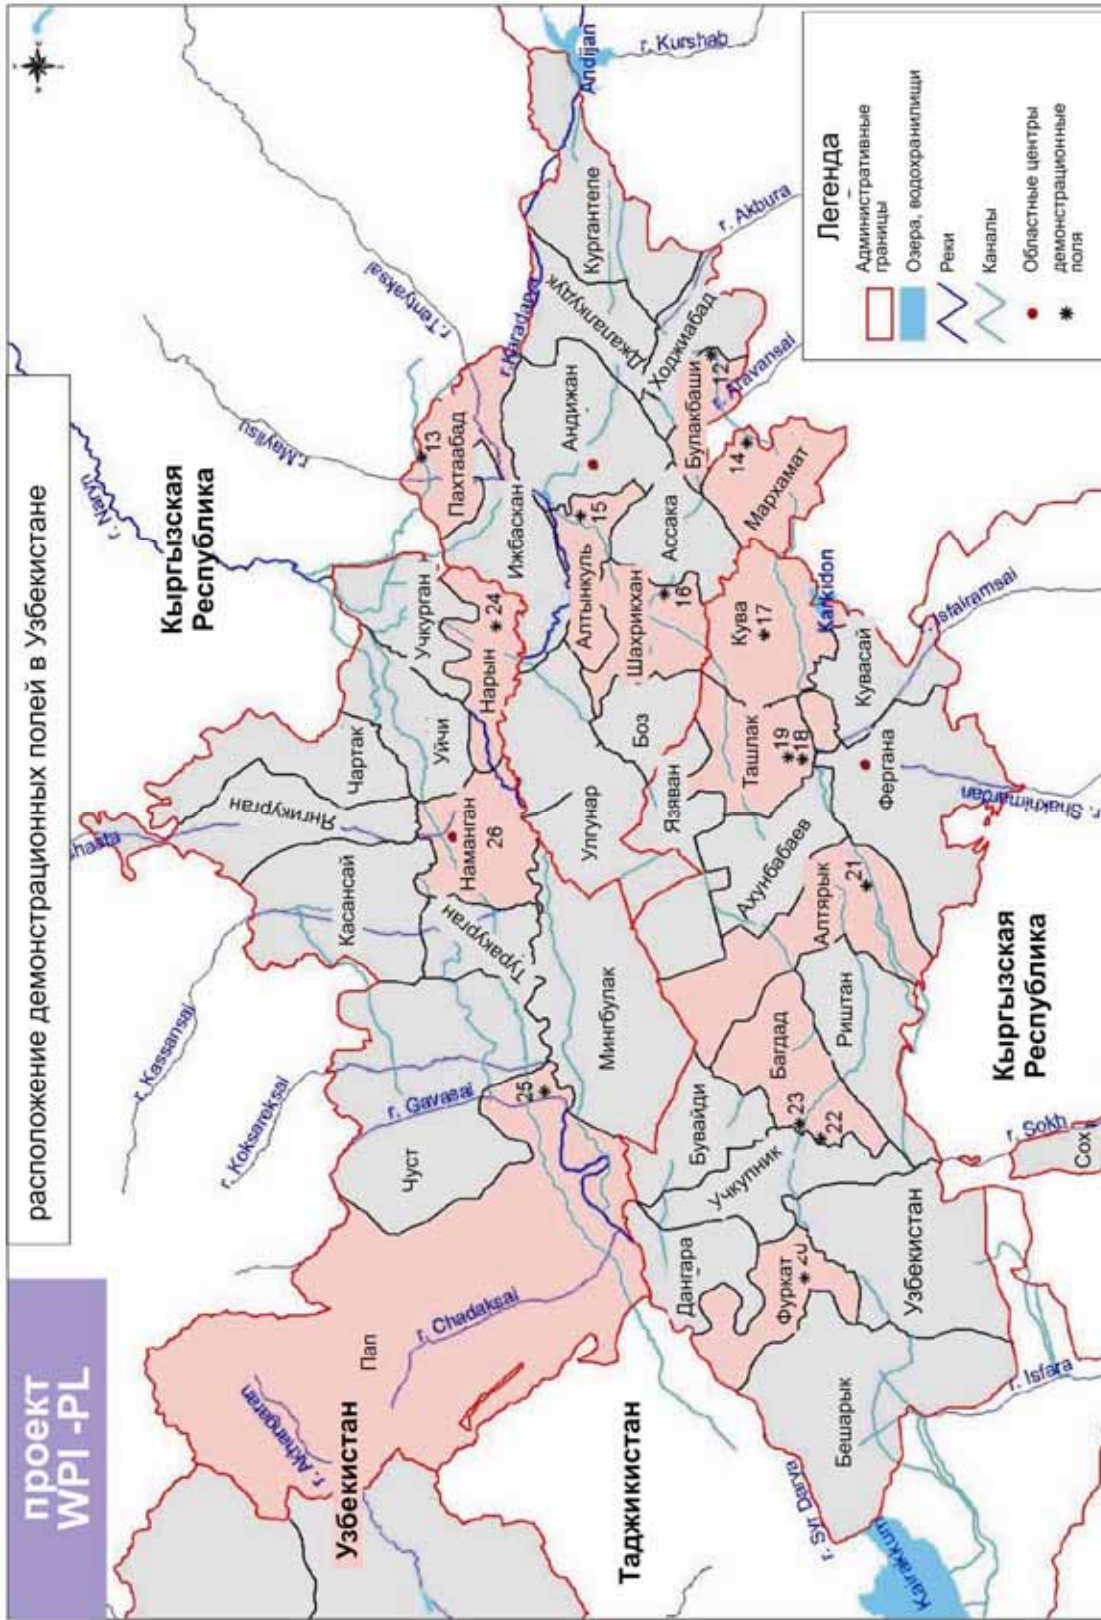 проект
WPI -PL
расположение демонстрационных полей в Узбекистане
Кыргызская
Республика
r. Naryn
r.Maylisu
r. Tentyaksai
r.Karadarya
Andijan
r. Kurshab
r. Akbura
r. Aravansai
r. Kassansai
r. Koksareksai
r. Gavasai
r. Chadaksai
r. Akhangaran
Узбекистан
Пап
Чуст
25
Касансай
Янгикурган
Чартак
Туракурган
Наманган
26
Уйчи
Учкурган
Нарын
24
Пахтаабад
13
Ижбаскан
Андижан
Джалалкудук
Кургантепе
Ходжиабад
Булакбаши
12
14
Мархамат
Алтынкуль
15
Ассака
Шахрикхан
16
Боз
Улгунар
Мингбулак
Язяван
Кува
17
Karkidon
Ташлак
19
18
Кувасай
r. Isfairamsai
Фергана
r. Shakhimardan
Ахунбабаев
Алтярык
21
Риштан
Багдад
23
22
Бувайди
Учкупник
Дангара
Фуркат
20
Узбекистан
Бешарык
r. Sokh
Сох
r. Isfara
r. Syr Darya
Kairakkum
Таджикистан
Кыргызская
Республика
Легенда
Административные
границы
Озера, водохранилищи
Реки
Каналы
Областные центры
демонстрационные
поля